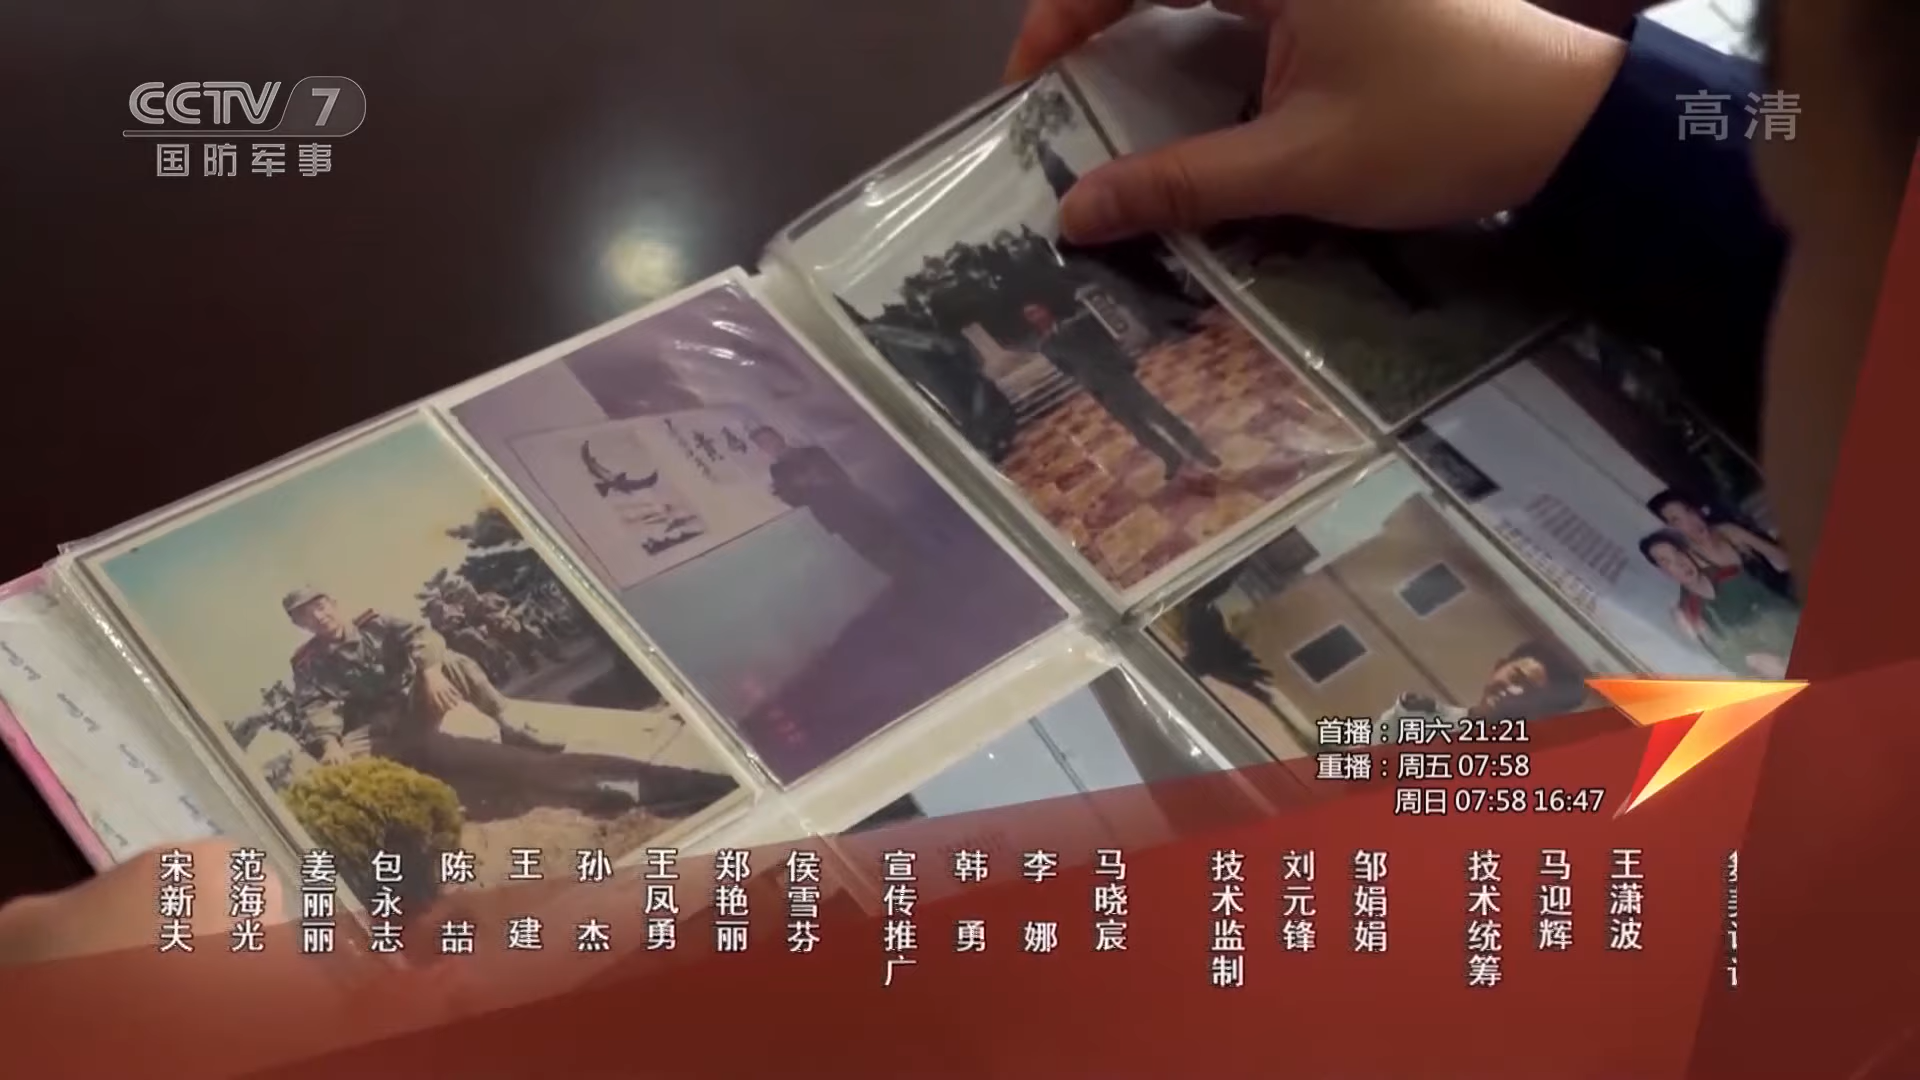 CCTV 7
国防军事
高清
首播：周六 21:21
重播：周五 07:58
周日 07:58 16:47
宋新夫
范海光
姜丽丽
包永志
陈喆
王建
孙杰
王凤勇
郑艳丽
侯雪芬
宣传推广
韩勇
李娜
马晓宸
技术监制
刘元锋
邹娟娟
技术统筹
马迎辉
王潇波